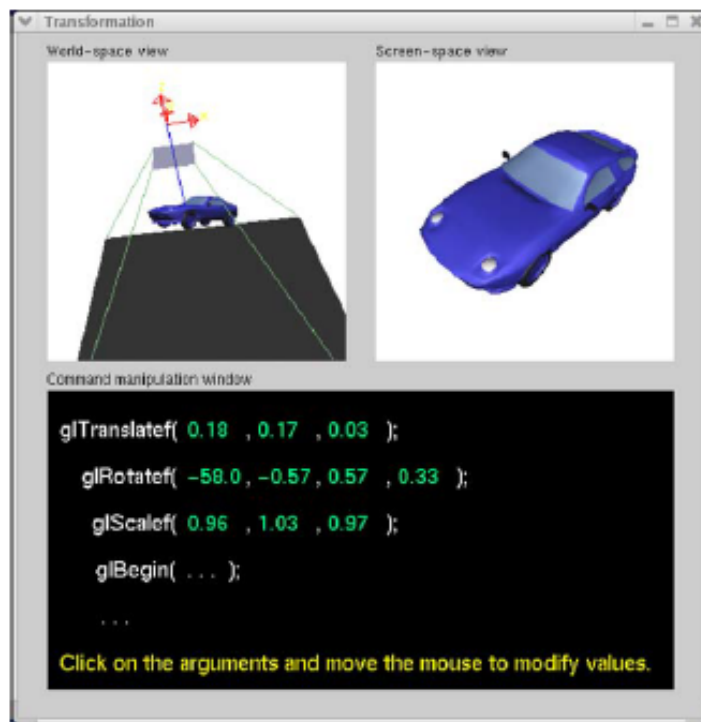 Transformation
World-space view
Screen-space view
Command manipulation window
glTranslatef( 0.18 , 0.17 , 0.03 );
glRotatef( -58.0 , -0.57 , 0.57 , 0.33 );
glScalef( 0.96 , 1.03 , 0.97 );
glBegin( . . . );
. . .
Click on the arguments and move the mouse to modify values.